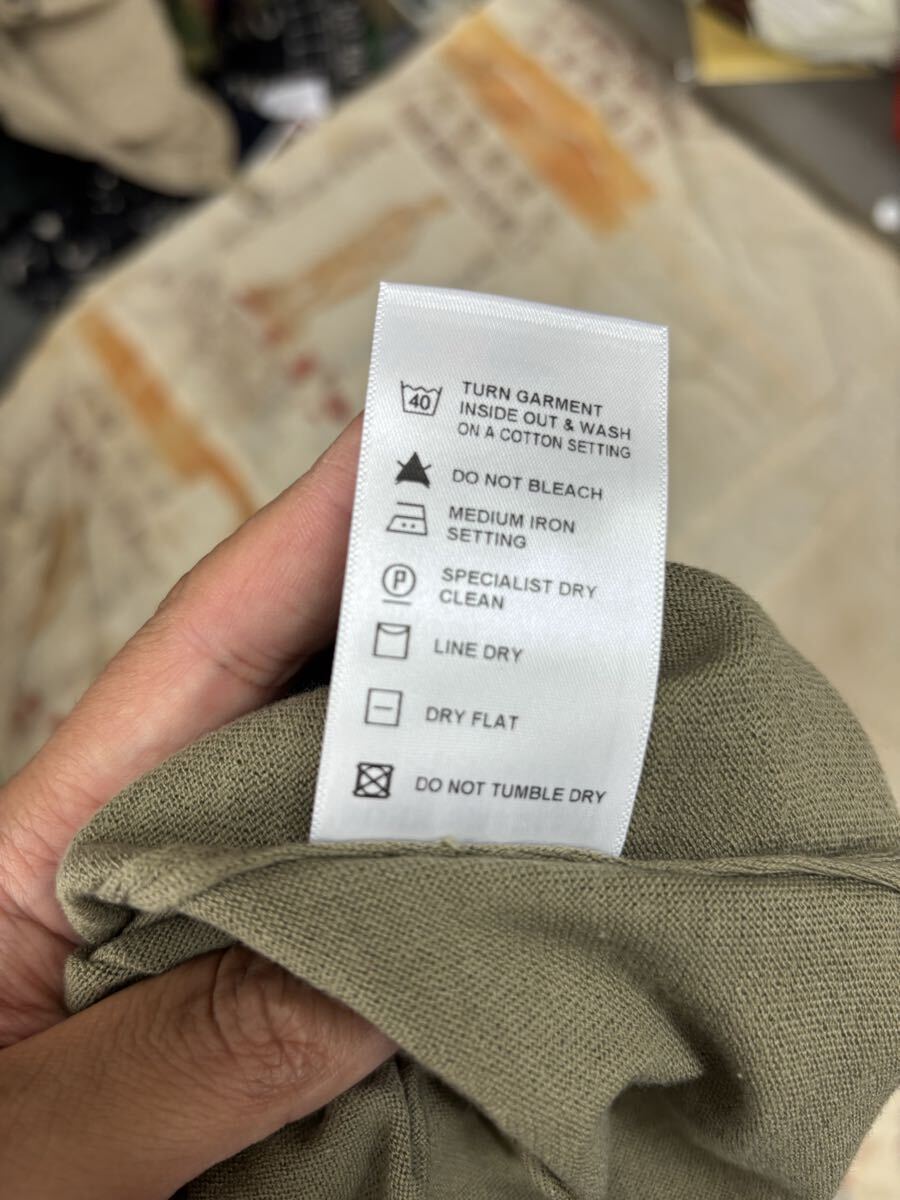 40 TURN GARMENT
INSIDE OUT & WASH
ON A COTTON SETTING
DO NOT BLEACH
MEDIUM IRON
SETTING
P SPECIALIST DRY
CLEAN
LINE DRY
DRY FLAT
DO NOT TUMBLE DRY